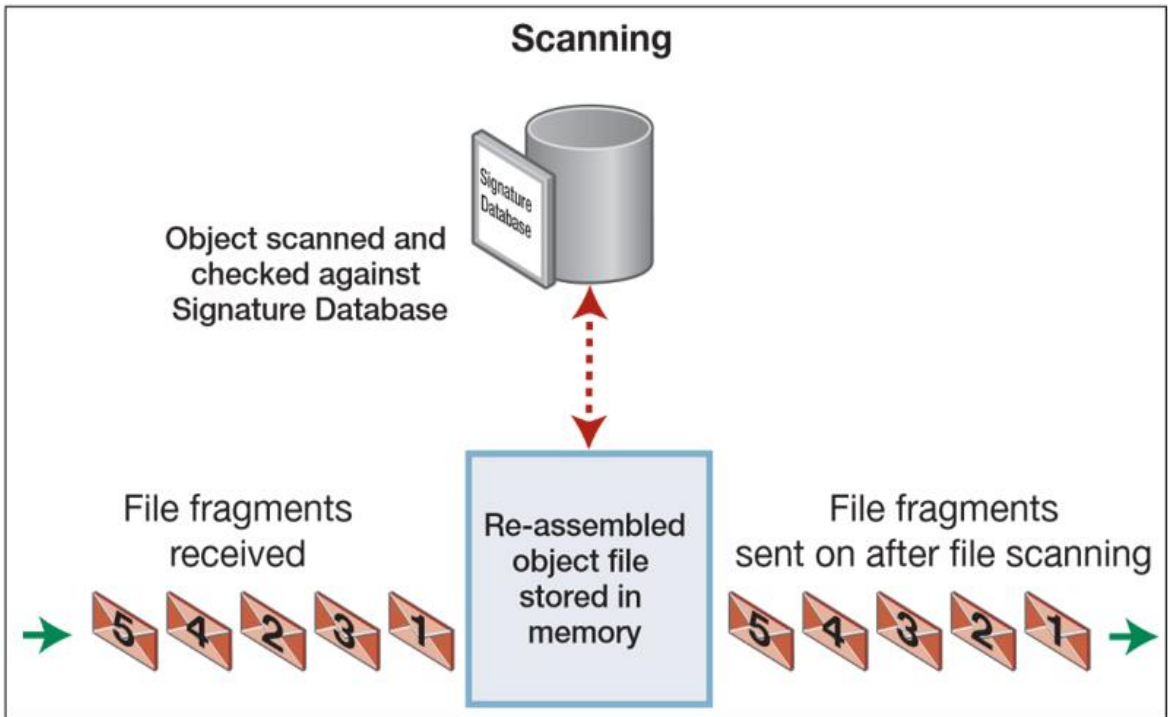 Scanning
Signature
Database
Object scanned and
checked against
Signature Database
File fragments
received
5 4 2 3 1
Re-assembled
object file
stored in
memory
File fragments
sent on after file scanning
5 4 3 2 1